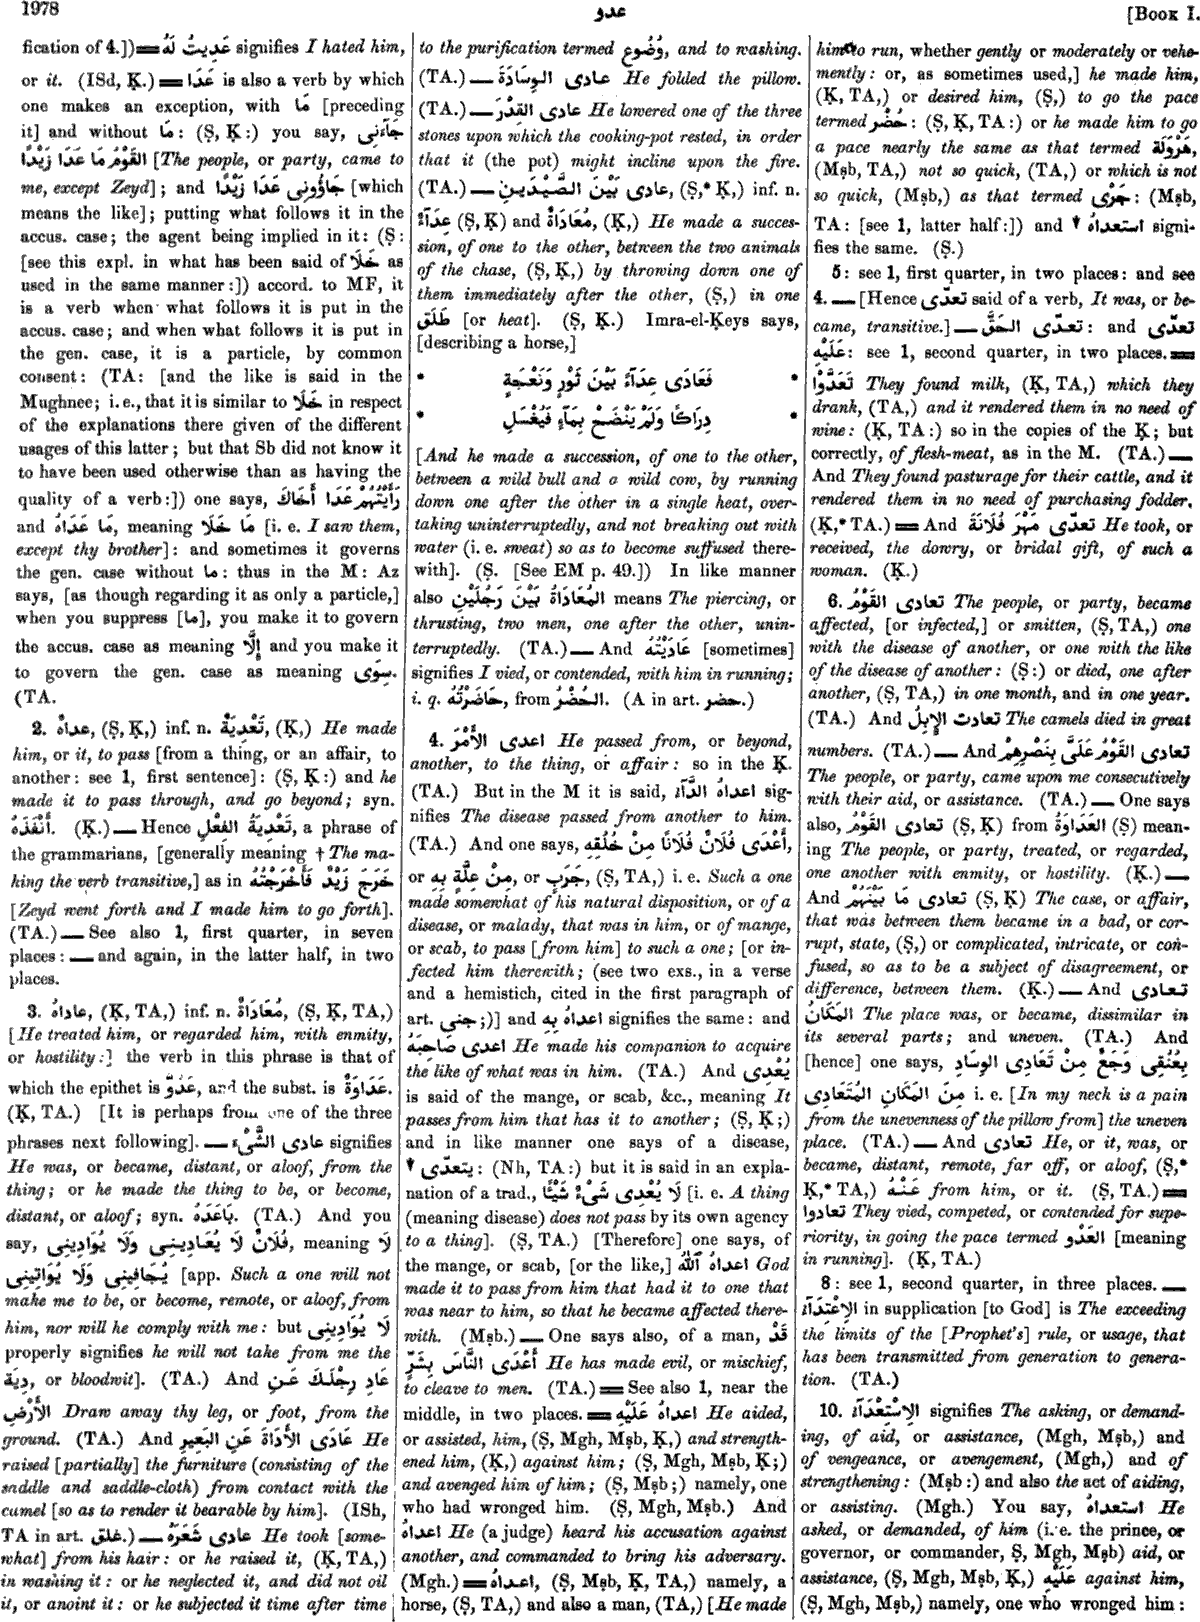 1978
عدو
[BOOK I.
fication of 4.])═عَدِيتُ لَهُ signifies I hated him,
or it. (ISd, Ḳ.)═عَدَا is also a verb by which
one makes an exception, with مَا [preceding
it] and without مَا: (Ṣ, Ḳ:) you say, جَآءَنِى
القَوْمُ مَا عَدَا زَيْدًا [The people, or party, came to
me, except Zeyd]; and جَاؤُونِى عَدَا زَيْدًا [which
means the like]; putting what follows it in the
accus. case; the agent being implied in it: (Ṣ:
[see this expl. in what has been said of خَلَا as
used in the same manner:]) accord. to MF, it
is a verb when what follows it is put in the
accus. case; and when what follows it is put in
the gen. case, it is a particle, by common
consent: (TA: [and the like is said in the
Mughnee; i. e., that it is similar to خَلَا in respect
of the explanations there given of the different
usages of this latter; but that Sb did not know it
to have been used otherwise than as having the
quality of a verb:]) one says, رَأَيْتُهُمْ عَدَا أَخَاكَ
and مَا عَدَاهُ, meaning مَا خَلَا [i. e. I saw them,
except thy brother]: and sometimes it governs
the gen. case without ما: thus in the M: Az
says, [as though regarding it as only a particle,]
when you suppress [ما], you make it to govern
the accus. case as meaning إِلَّا and you make it
to govern the gen. case as meaning سِوَى.
(TA.
2. عداهُ, (Ṣ, Ḳ,) inf. n. تَعْدِيَةٌ, (Ḳ,) He made
him, or it, to pass [from a thing, or an affair, to
another: see 1, first sentence]: (Ṣ, Ḳ:) and he
made it to pass through, and go beyond; syn.
أَنْفَذَهُ. (Ḳ.)—Hence تَعْدِيَةُ الفِعْلِ, a phrase of
the grammarians, [generally meaning † The ma-
king the verb transitive,] as in خَرَجَ زَيْدٌ فَأَخْرَجْتُهُ
[Zeyd went forth and I made him to go forth].
(TA.)—See also 1, first quarter, in seven
places:—and again, in the latter half, in two
places.
3. عاداهُ, (Ḳ, TA,) inf. n. مُعَادَاةٌ, (Ṣ, Ḳ, TA,)
[He treated him, or regarded him, with enmity,
or hostility:] the verb in this phrase is that of
which the epithet is عَدُوٌّ, and the subst. is عَدَاوَةٌ.
(Ḳ, TA.) [It is perhaps from one of the three
phrases next following].—عادى الشَّىْءَ signifies
He was, or became, distant, or aloof, from the
thing; or he made the thing to be, or become,
distant, or aloof; syn. بَاعَدَهُ. (TA.) And you
say, فُلَانٌ لَا يُعَادِينِى وَلَا يُوَادِينِى, meaning لَا
يُجَافِينِى وَلَا يُوَاتِينِى [app. Such a one will not
make me to be, or become, remote, or aloof, from
him, nor will he comply with me: but لَا يُوَادِينِى
properly signifies he will not take from me the
دِيَة, or bloodwit]. (TA.) And عَادِ رِجْلَكَ عَنِ
الأَرْضِ Draw away thy leg, or foot, from the
ground. (TA.) And عَادَى الأَدَاةَ عَنِ البَعِيرِ He
raised [partially] the furniture (consisting of the
saddle and saddle-cloth) from contact with the
camel [so as to render it bearable by him]. (ISh,
TA in art. غلق.)—عادى شَعَرَهُ He took [some-
what] from his hair: or he raised it, (Ḳ, TA,)
in washing it: or he neglected it, and did not oil
it, or anoint it: or he subjected it time after time
to the purification termed وُضُوء, and to washing.
(TA.)—عادى الوِسَادَةَ He folded the pillow.
(TA.)—عادى القِدْرَ He lowered one of the three
stones upon which the cooking-pot rested, in order
that it (the pot) might incline upon the fire.
(TA.)—عادى بَيْنَ الصَّيْدَيْنِ, (Ṣ,* Ḳ,) inf. n.
عِدَآءٌ (Ṣ, Ḳ) and مُعَادَاةٌ, (Ḳ,) He made a succes-
sion, of one to the other, between the two animals
of the chase, (Ṣ, Ḳ,) by throwing down one of
them immediately after the other, (Ṣ,) in one
طَلَق [or heat]. (Ṣ, Ḳ.) Imra-el-Ḳeys says,
[describing a horse,]
* فَعَادَى عِدَآءً بَيْنَ ثَوْرٍ وَنَعْجَةٍ *
* دِرَاكًا وَلَمْ يَنْضَحْ بِمَآءٍ فَيُغْسَلِ *
[And he made a succession, of one to the other,
between a wild bull and a wild cow, by running
down one after the other in a single heat, over-
taking uninterruptedly, and not breaking out with
water (i. e. sweat) so as to become suffused there-
with]. (Ṣ. [See EM p. 49.]) In like manner
also المُعَادَاةُ بَيْنَ رَجُلَيْنِ means The piercing, or
thrusting, two men, one after the other, unin-
terruptedly. (TA.)—And عَادَيْتُهُ [sometimes]
signifies I vied, or contended, with him in running;
i. q. حَاضَرْتُهُ, from الحُضْرُ. (A in art. حضر.)
4. اعدى الأَمْرَ He passed from, or beyond,
another, to the thing, or affair: so in the Ḳ.
(TA.) But in the M it is said, اعداهُ الدَّآءُ sig-
nifies The disease passed from another to him.
(TA.) And one says, أَعْدَى فُلَانٌ فُلَانًا مِنْ خُلُقِهِ,
or مِنْ عِلَّةٍ بِهِ, or جَرَبٍ, (Ṣ, TA,) i. e. Such a one
made somewhat of his natural disposition, or of a
disease, or malady, that was in him, or of mange,
or scab, to pass [from him] to such a one; [or in-
fected him therewith; (see two exs., in a verse
and a hemistich, cited in the first paragraph of
art. جنى;)] and اعداهُ بِهِ signifies the same: and
اعدى صَاحِبَهُ He made his companion to acquire
the like of what was in him. (TA.) And يُعْدِى
is said of the mange, or scab, &c., meaning It
passes from him that has it to another; (Ṣ, Ḳ;)
and in like manner one says of a disease,
▼ يتعدّى: (Nh, TA:) but it is said in an expla-
nation of a trad., لَا يُعْدِى شَىْءٌ شَيْئًا [i. e. A thing
(meaning disease) does not pass by its own agency
to a thing]. (Ṣ, TA.) [Therefore] one says, of
the mange, or scab, [or the like,] اعداهُ ٱللّٰهُ God
made it to pass from him that had it to one that
was near to him, so that he became affected there-
with. (Mṣb.)—One says also, of a man, قَدْ
أَعْدَى النَّاسَ بِشَرٍّ He has made evil, or mischief,
to cleave to men. (TA.)═See also 1, near the
middle, in two places.═اعداهُ عَلَيْهِ He aided,
or assisted, him, (Ṣ, Mgh, Mṣb, Ḳ,) and strength-
ened him, (Ḳ,) against him; (Ṣ, Mgh, Mṣb, Ḳ;)
and avenged him of him; (Ṣ, Mṣb;) namely, one
who had wronged him. (Ṣ, Mgh, Mṣb.) And
اعداهُ He (a judge) heard his accusation against
another, and commanded to bring his adversary.
(Mgh.)═اعداهُ, (Ṣ, Mṣb, Ḳ, TA,) namely, a
horse, (Ṣ, TA,) and also a man, (TA,) [He made
him to run, whether gently or moderately or vehe-
mently: or, as sometimes used,] he made him,
(Ḳ, TA,) or desired him, (Ṣ,) to go the pace
termed حُضْر: (Ṣ, Ḳ, TA:) or he made him to go
a pace nearly the same as that termed هَرْوَلَة,
(Mṣb, TA,) not so quick, (TA,) or which is not
so quick, (Mṣb,) as that termed جَرْى: (Mṣb,
TA: [see 1, latter half:]) and ▼ استعداهُ signi-
fies the same. (Ṣ.)
5: see 1, first quarter, in two places: and see
4.—[Hence تعدّى said of a verb, It was, or be-
came, transitive.]—تعدّى الحَقَّ: and تعدّى
عَلَيْهِ: see 1, second quarter, in two places.═
تَعَدَّوْا They found milk, (Ḳ, TA,) which they
drank, (TA,) and it rendered them in no need of
wine: (Ḳ, TA:) so in the copies of the Ḳ; but
correctly, of flesh-meat, as in the M. (TA.)—
And They found pasturage for their cattle, and it
rendered them in no need of purchasing fodder.
(Ḳ,* TA.)═And تعدّى مَهْرَ فُلَانَةَ He took, or
received, the dowry, or bridal gift, of such a
woman. (Ḳ.)
6. تعادى القَوْمُ The people, or party, became
affected, [or infected,] or smitten, (Ṣ, TA,) one
with the disease of another, or one with the like
of the disease of another: (Ṣ:) or died, one after
another, (Ṣ, TA,) in one month, and in one year.
(TA.) And تعادت الإِبِلُ The camels died in great
numbers. (TA.)—And تعادى القَوْمُ عَلَىَّ بِنَصْرِهِمْ
The people, or party, came upon me consecutively
with their aid, or assistance. (TA.)—One says
also, تعادى القَوْمُ (Ṣ, Ḳ) from العَدَاوَةُ (Ṣ) mean-
ing The people, or party, treated, or regarded,
one another with enmity, or hostility. (Ḳ.)—
And تعادى مَا بَيْنَهُمْ (Ṣ, Ḳ) The case, or affair,
that was between them became in a bad, or cor-
rupt, state, (Ṣ,) or complicated, intricate, or con-
fused, so as to be a subject of disagreement, or
difference, between them. (Ḳ.)—And تعادى
المَكَانُ The place was, or became, dissimilar in
its several parts; and uneven. (TA.) And
[hence] one says, بِعُنُقِى وَجَعٌ مِنْ تَعَادِى الوِسَادِ
مِنَ المَكَانِ المُتَعَادِى i. e. [In my neck is a pain
from the unevenness of the pillow from] the uneven
place. (TA.)—And تعادى He, or it, was, or
became, distant, remote, far off, or aloof, (Ṣ,*
Ḳ,* TA,) عَنْهُ from him, or it. (Ṣ, TA.)═
تعادوا They vied, competed, or contended for supe-
riority, in going the pace termed العَدْو [meaning
in running]. (Ḳ, TA.)
8: see 1, second quarter, in three places.—
الاِعْتِدَآءُ in supplication [to God] is The exceeding
the limits of the [Prophet's] rule, or usage, that
has been transmitted from generation to genera-
tion. (TA.)
10. الاِسْتِعْدَآءُ signifies The asking, or demand-
ing, of aid, or assistance, (Mgh, Mṣb,) and
of vengeance, or avengement, (Mgh,) and of
strengthening: (Mṣb:) and also the act of aiding,
or assisting. (Mgh.) You say, استعداهُ He
asked, or demanded, of him (i. e. the prince, or
governor, or commander, Ṣ, Mgh, Mṣb) aid, or
assistance, (Ṣ, Mgh, Mṣb, Ḳ,) عَلَيْهِ against him,
(Ṣ, Mgh, Mṣb,) namely, one who wronged him: